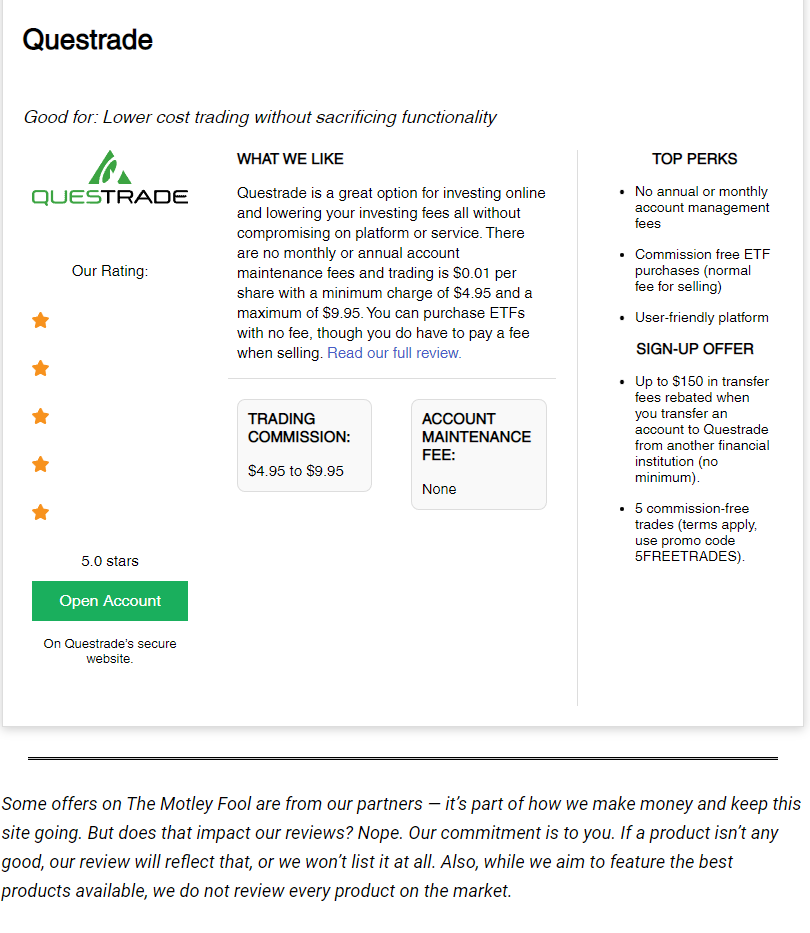 Questrade
Good for: Lower cost trading without sacrificing functionality
QUESTRADE
Our Rating:
5.0 stars
Open Account
On Questrade's secure
website.
WHAT WE LIKE
Questrade is a great option for investing online
and lowering your investing fees all without
compromising on platform or service. There
are no monthly or annual account
maintenance fees and trading is $0.01 per
share with a minimum charge of $4.95 and a
maximum of $9.95. You can purchase ETFs
with no fee, though you do have to pay a fee
when selling. Read our full review.
TRADING
COMMISSION:
$4.95 to $9.95
ACCOUNT
MAINTENANCE
FEE:
None
TOP PERKS
• No annual or monthly
account management
fees
• Commission free ETF
purchases (normal
fee for selling)
• User-friendly platform
SIGN-UP OFFER
• Up to $150 in transfer
fees rebated when
you transfer an
account to Questrade
from another financial
institution (no
minimum).
• 5 commission-free
trades (terms apply,
use promo code
5FREETRADES).
Some offers on The Motley Fool are from our partners — it's part of how we make money and keep this
site going. But does that impact our reviews? Nope. Our commitment is to you. If a product isn't any
good, our review will reflect that, or we won't list it at all. Also, while we aim to feature the best
products available, we do not review every product on the market.